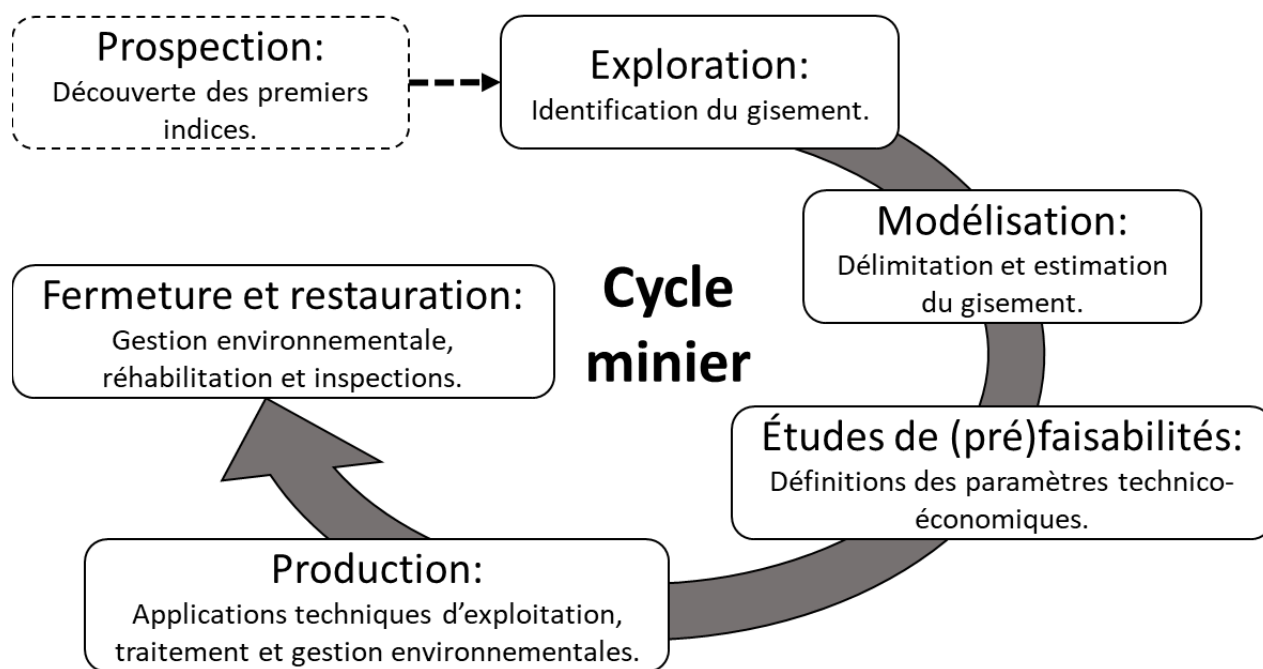 Prospection:
Découverte des premiers
indices.
Exploration:
Identification du gisement.
Modélisation:
Délimitation et estimation
du gisement.
Cycle
minier
Fermeture et restauration:
Gestion environnementale,
réhabilitation et inspections.
Études de (pré)faisabilités:
Définitions des paramètres technico-
économiques.
Production:
Applications techniques d’exploitation,
traitement et gestion environnementales.